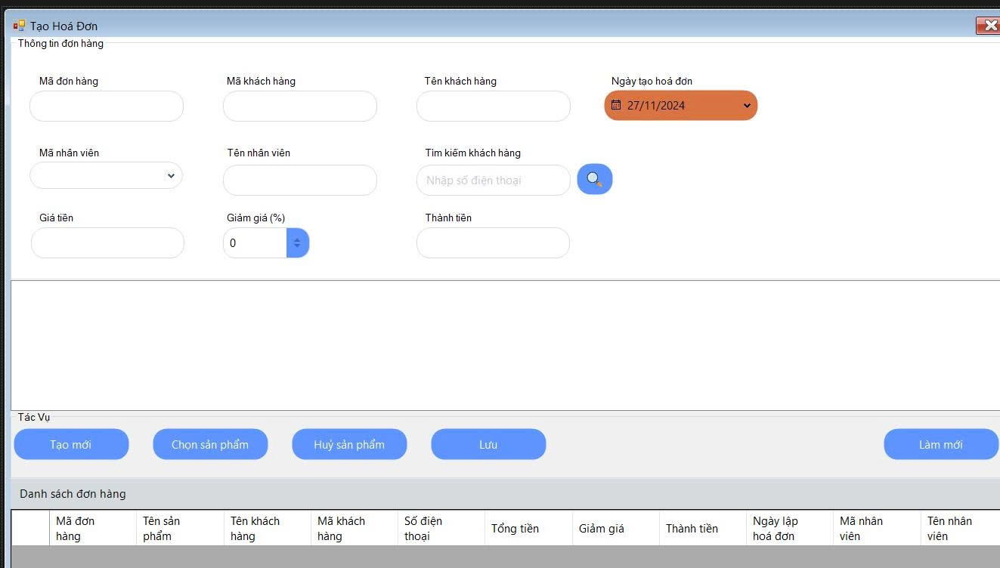 Tạo Hoá Đơn
Thông tin đơn hàng
Mã đơn hàng
Mã khách hàng
Tên khách hàng
Ngày tạo hoá đơn
27/11/2024
Mã nhân viên
Tên nhân viên
Tìm kiếm khách hàng
Nhập số điện thoại
Giá tiền
Giảm giá (%)
Thành tiền
0
Tác Vụ
Tạo mới
Chọn sản phẩm
Huỷ sản phẩm
Lưu
Làm mới
Danh sách đơn hàng
Mã đơn
hàng
Tên sản
phẩm
Tên khách
hàng
Mã khách
hàng
Số điện
thoại
Tổng tiền
Giảm giá
Thành tiền
Ngày lập
hoá đơn
Mã nhân
viên
Tên nhân
viên